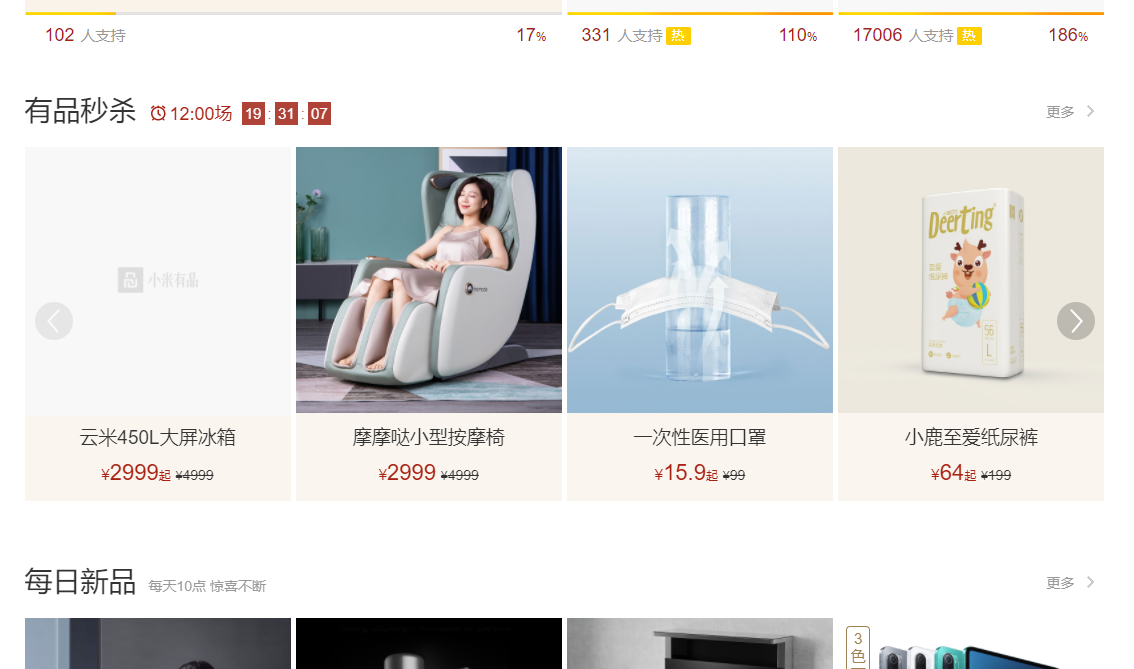 102 人支持 17%
331 人支持 热 110%
17006 人支持 热 186%
有品秒杀 12:00场 19 : 31 : 07 更多
小米有品
Deerting
至爱
纸尿裤
56
L
云米450L大屏冰箱
¥2999起 ¥4999
摩摩哒小型按摩椅
¥2999 ¥4999
一次性医用口罩
¥15.9起 ¥99
小鹿至爱纸尿裤
¥64起 ¥199
每日新品 每天10点 惊喜不断 更多
3
色